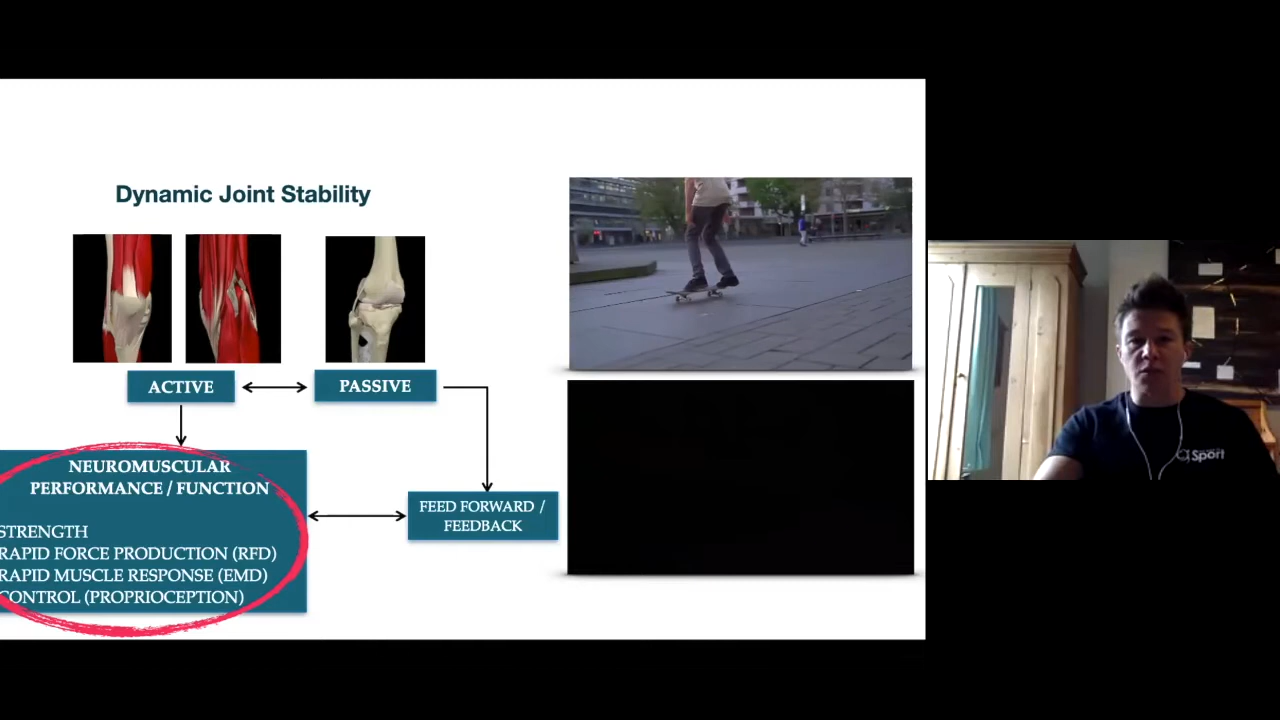 Dynamic Joint Stability
ACTIVE
PASSIVE
NEUROMUSCULAR
PERFORMANCE / FUNCTION
STRENGTH
RAPID FORCE PRODUCTION (RFD)
RAPID MUSCLE RESPONSE (EMD)
CONTROL (PROPRIOCEPTION)
FEED FORWARD /
FEEDBACK
Sport